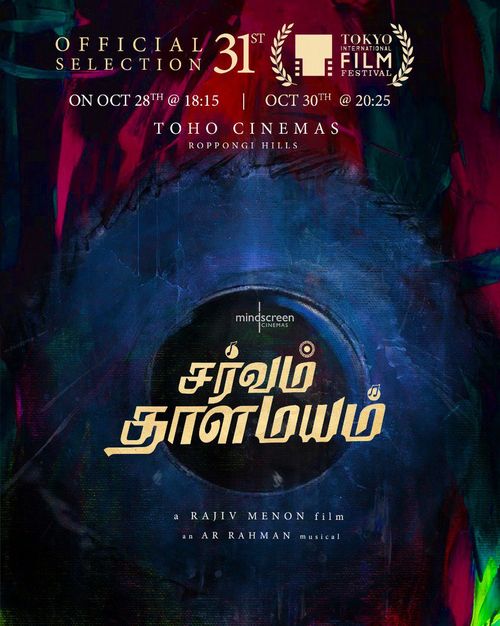 OFFICIAL SELECTION
31ST
TOKYO INTERNATIONAL FILM FESTIVAL
ON OCT 28TH @ 18:15 | OCT 30TH @ 20:25
TOHO CINEMAS
ROPPONGI HILLS
mindscreen
CINEMAS
சர்வம்
தாளமயம்
a RAJIV MENON film
an AR RAHMAN musical